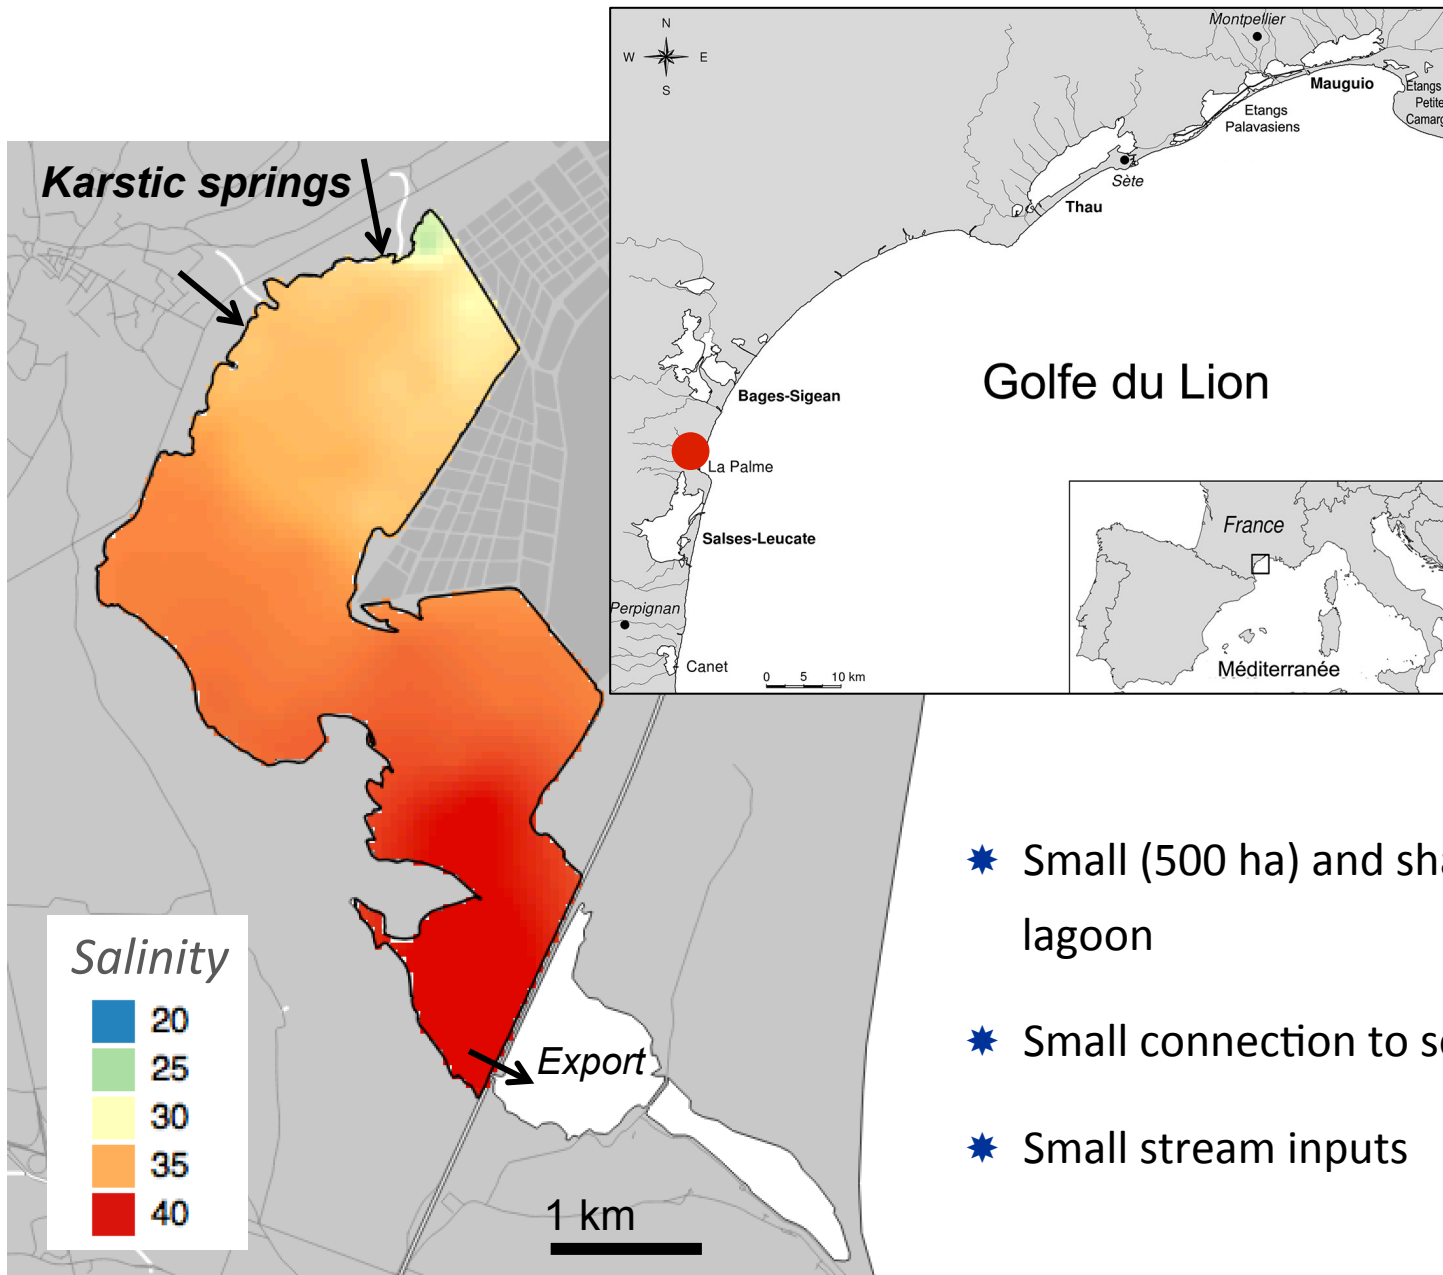 Karstic springs
Salinity
20
25
30
35
40
Export
1 km
N
W E
S
Montpellier
Mauguio
Etangs
Petite
Etangs
Palavasiens
Sète
Thau
Golfe du Lion
Bages-Sigean
La Palme
Salses-Leucate
Perpignan
Canet
0 5 10 km
France
Méditerranée
Small (500 ha) and
lagoon
Small connection to
Small stream inputs